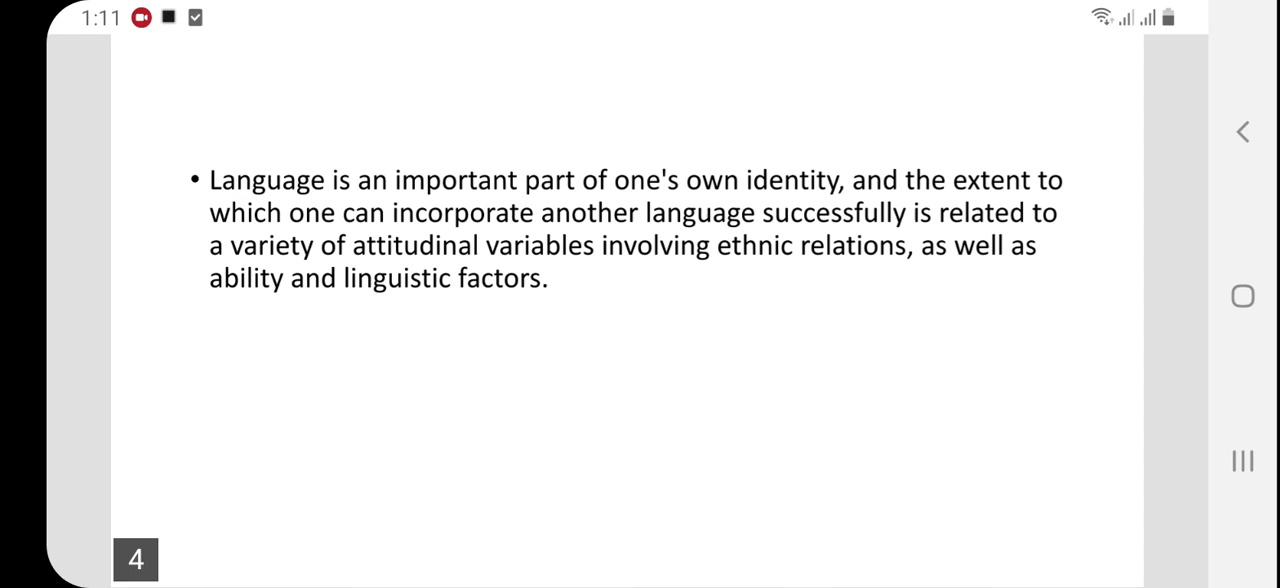 1:11
• Language is an important part of one's own identity, and the extent to
which one can incorporate another language successfully is related to
a variety of attitudinal variables involving ethnic relations, as well as
ability and linguistic factors.
4